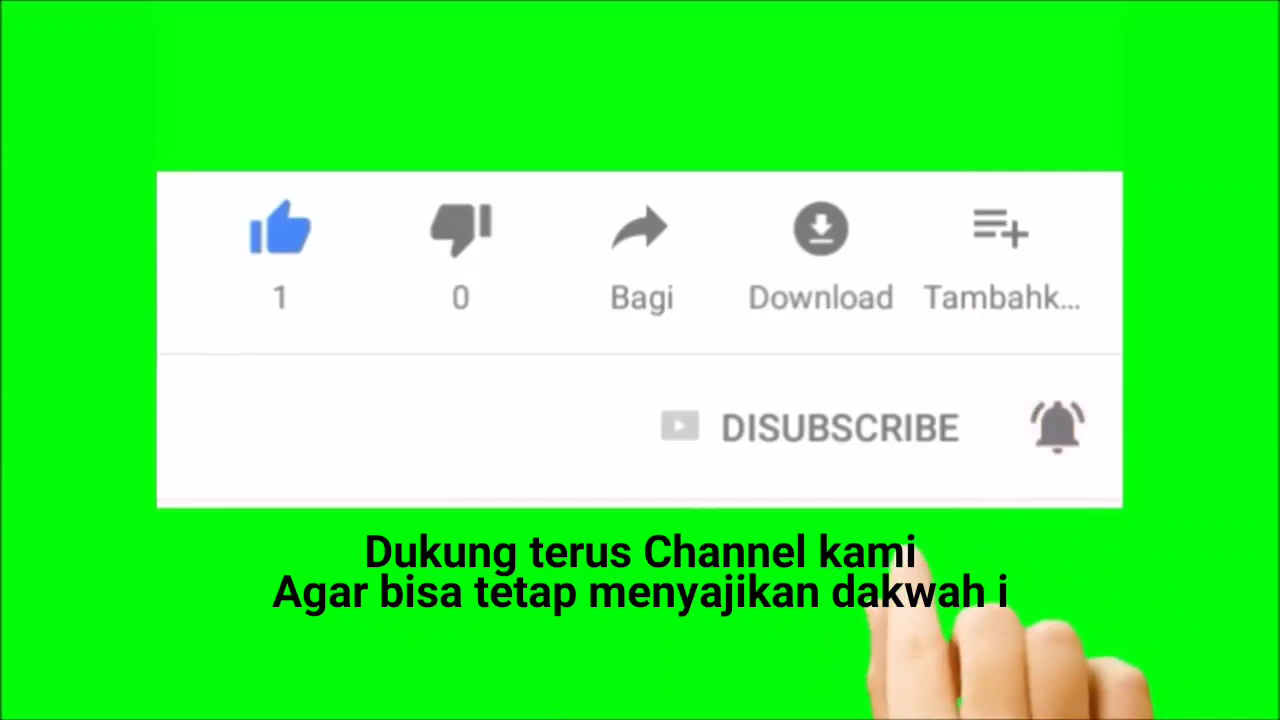 1 0 Bagi Download Tambahk...
DISUBSCRIBE
Dukung terus Channel kami
Agar bisa tetap menyajikan dakwah i